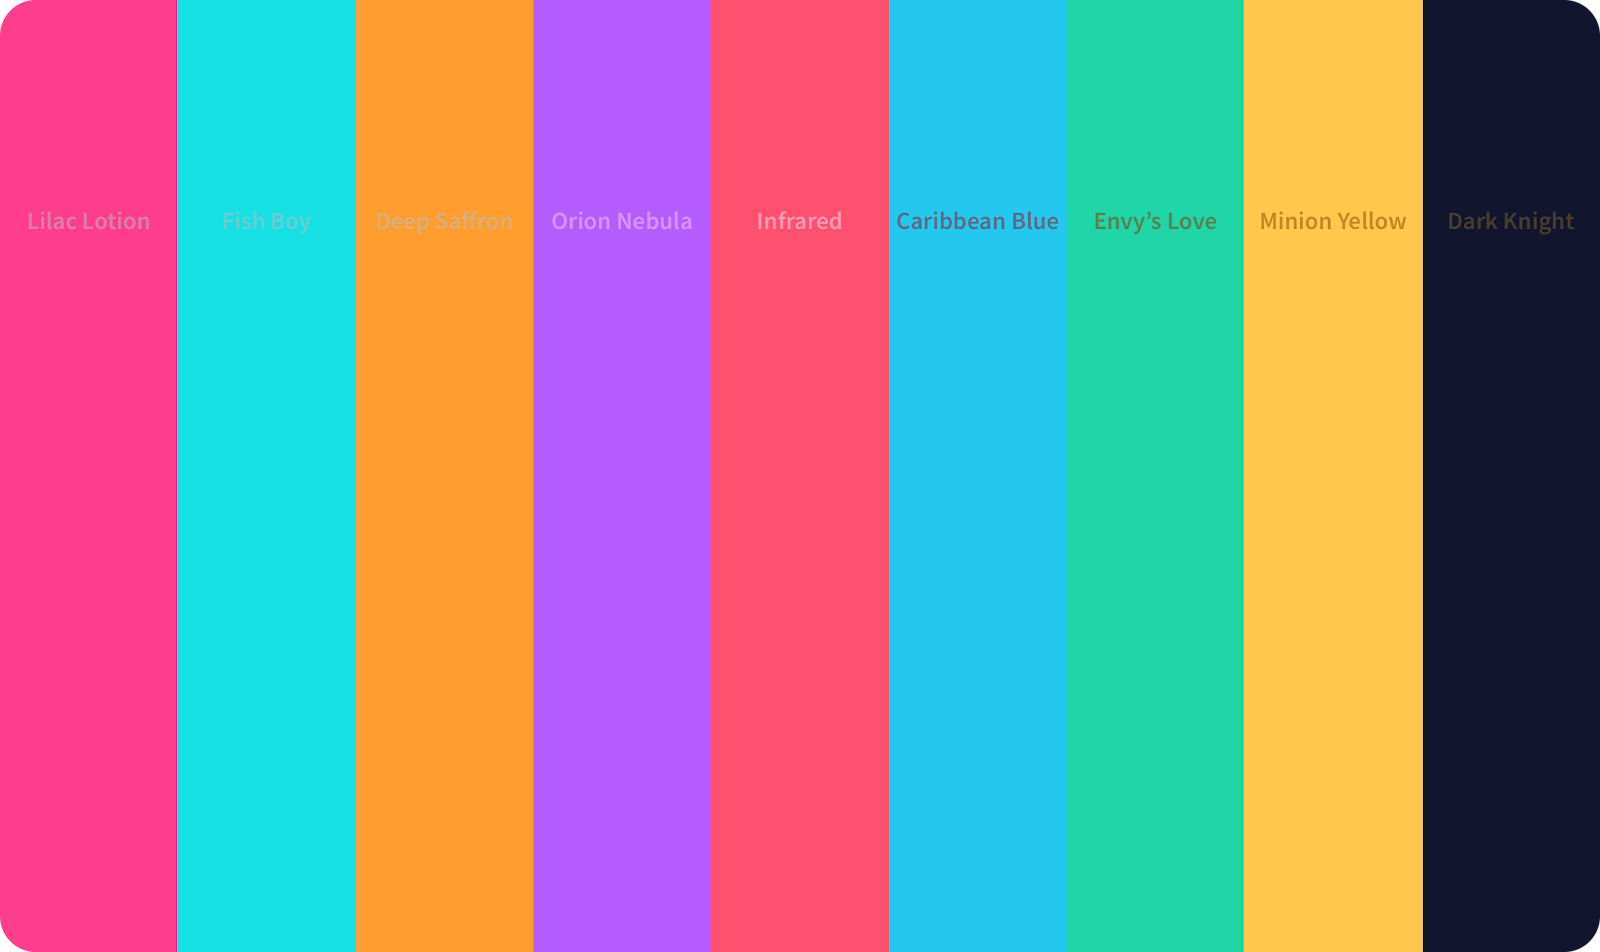 Lilac Lotion
Fish Boy
Deep Saffron
Orion Nebula
Infrared
Caribbean Blue
Envy’s Love
Minion Yellow
Dark Knight